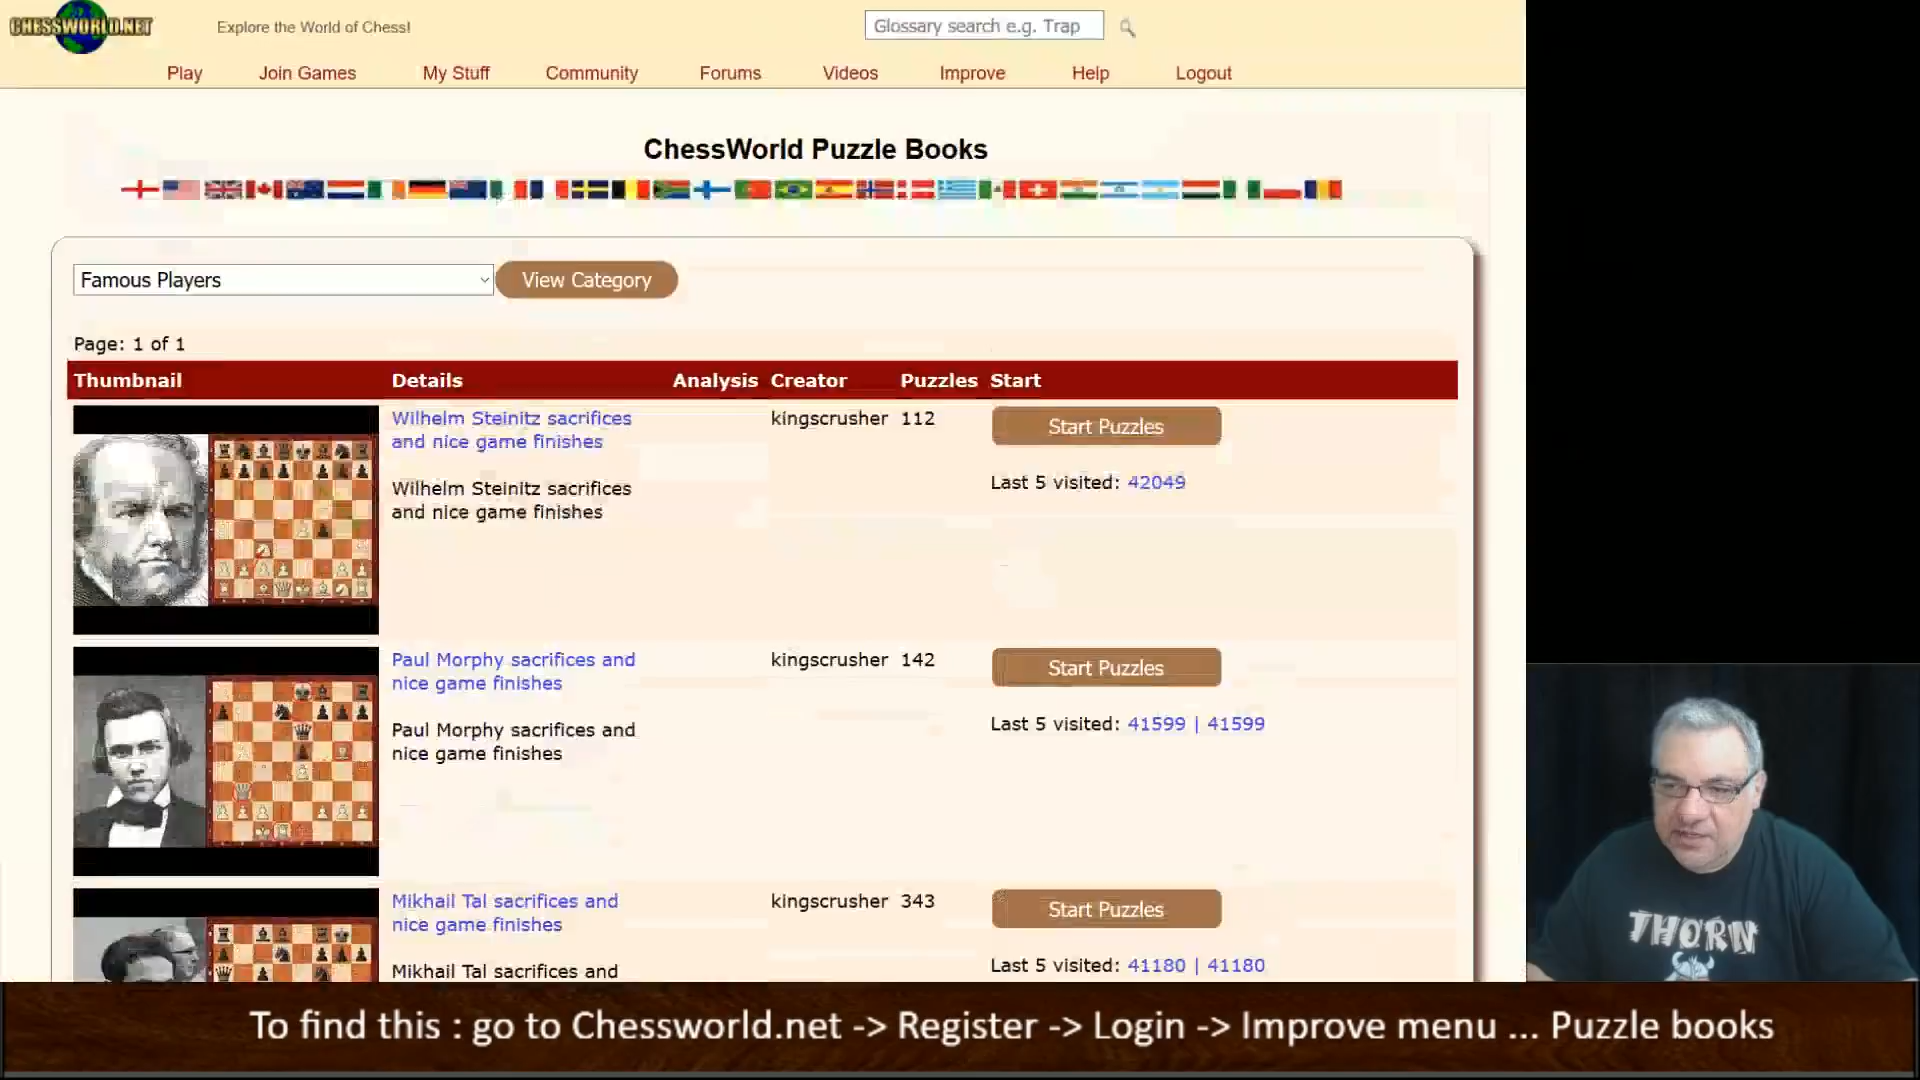 CHESSWORLD.NET
Explore the World of Chess!
Glossary search e.g. Trap
Play
Join Games
My Stuff
Community
Forums
Videos
Improve
Help
Logout
ChessWorld Puzzle Books
Famous Players
View Category
Page: 1 of 1
Thumbnail Details Analysis Creator Puzzles Start
Wilhelm Steinitz sacrifices
and nice game finishes
Wilhelm Steinitz sacrifices
and nice game finishes
kingscrusher 112
Start Puzzles
Last 5 visited: 42049
Paul Morphy sacrifices and
nice game finishes
Paul Morphy sacrifices and
nice game finishes
kingscrusher 142
Start Puzzles
Last 5 visited: 41599 | 41599
Mikhail Tal sacrifices and
nice game finishes
Mikhail Tal sacrifices and
kingscrusher 343
Start Puzzles
Last 5 visited: 41180 | 41180
THORN
To find this : go to Chessworld.net -> Register -> Login -> Improve menu ... Puzzle books